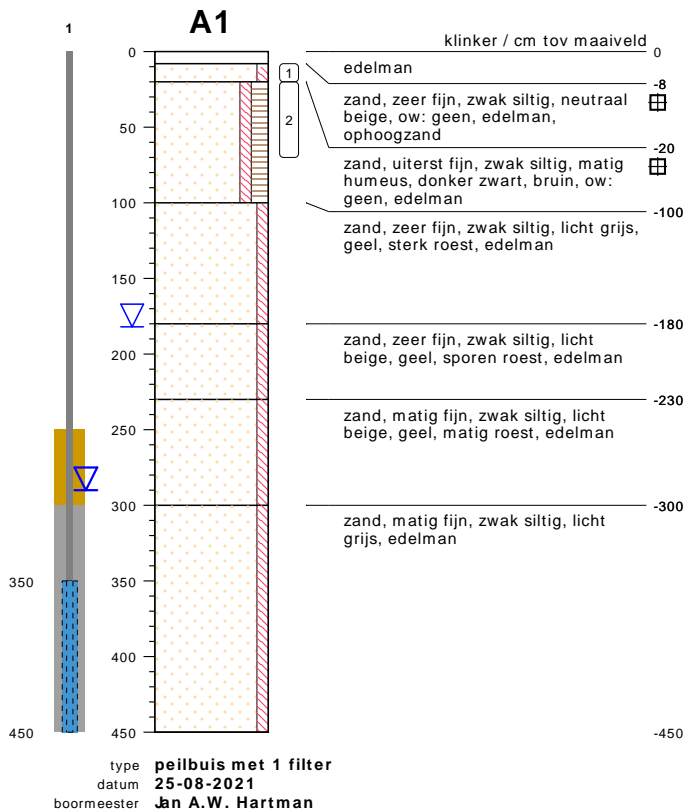 1
A1
klinker / cm tov maaiveld
0
0
edelman
-8
1
zand, zeer fijn, zwak siltig, neutraal
beige, ow: geen, edelman,
ophoogzand
50
2
-20
zand, uiterst fijn, zwak siltig, matig
humeus, donker zwart, bruin, ow:
geen, edelman
100
-100
zand, zeer fijn, zwak siltig, licht grijs,
geel, sterk roest, edelman
150
-180
zand, zeer fijn, zwak siltig, licht
beige, geel, sporen roest, edelman
200
-230
zand, matig fijn, zwak siltig, licht
beige, geel, matig roest, edelman
250
300
-300
zand, matig fijn, zwak siltig, licht
grijs, edelman
350
350
400
450
450
-450
type peilbuis met 1 filter
datum 25-08-2021
boormeester Jan A.W. Hartman